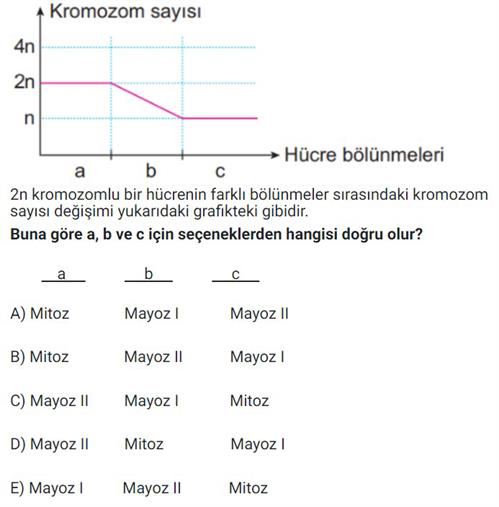 Kromozom sayısı
4n
2n
n
Hücre bölünmeleri
a b c
2n kromozomlu bir hücrenin farklı bölünmeler sırasındaki kromozom
sayısı değişimi yukarıdaki grafikteki gibidir.
Buna göre a, b ve c için seçeneklerden hangisi doğru olur?
a b c
A) Mitoz Mayoz I Mayoz II
B) Mitoz Mayoz II Mayoz I
C) Mayoz II Mayoz I Mitoz
D) Mayoz II Mitoz Mayoz I
E) Mayoz I Mayoz II Mitoz